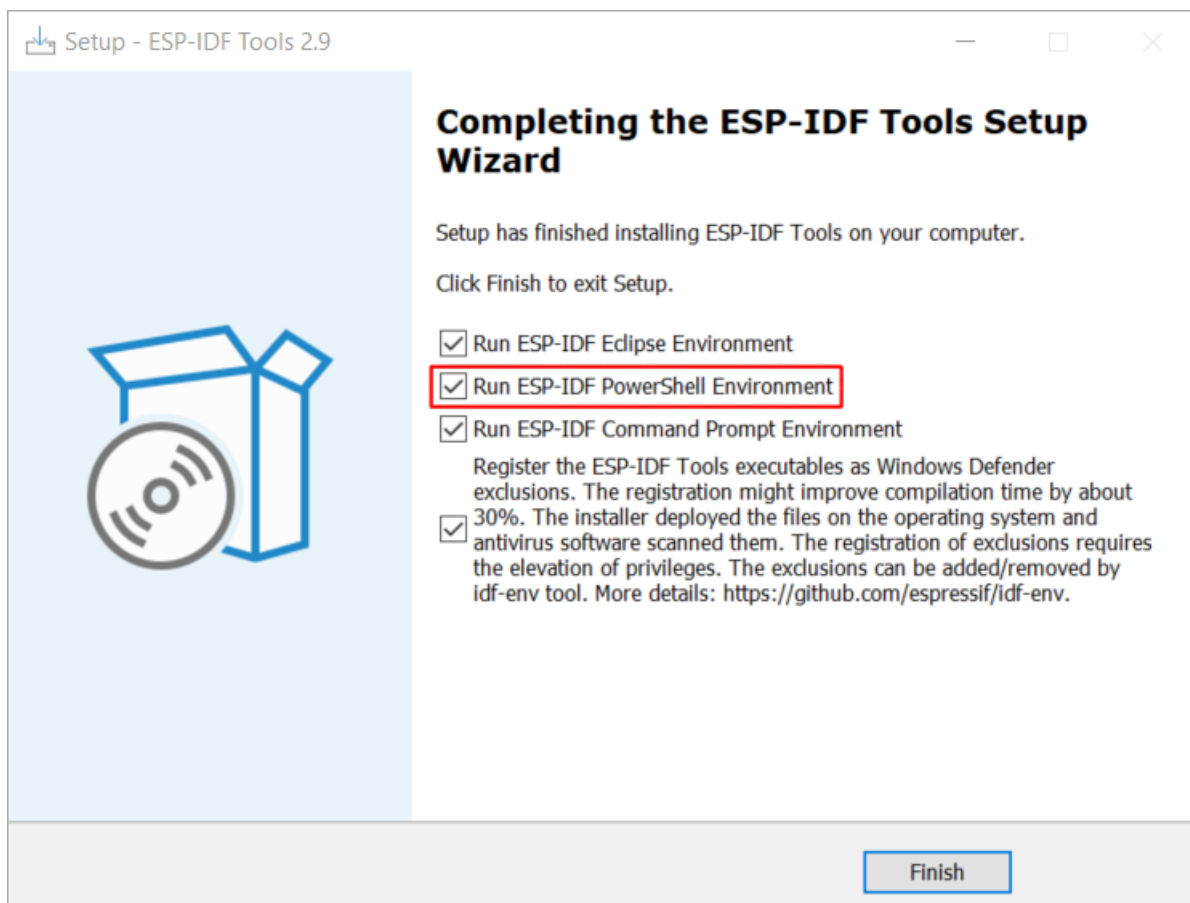 Setup - ESP-IDF Tools 2.9
Completing the ESP-IDF Tools Setup
Wizard
Setup has finished installing ESP-IDF Tools on your computer.
Click Finish to exit Setup.
Run ESP-IDF Eclipse Environment
Run ESP-IDF PowerShell Environment
Run ESP-IDF Command Prompt Environment
Register the ESP-IDF Tools executables as Windows Defender
exclusions. The registration might improve compilation time by about
30%. The installer deployed the files on the operating system and
antivirus software scanned them. The registration of exclusions requires
the elevation of privileges. The exclusions can be added/removed by
idf-env tool. More details: https://github.com/espressif/idf-env.
Finish